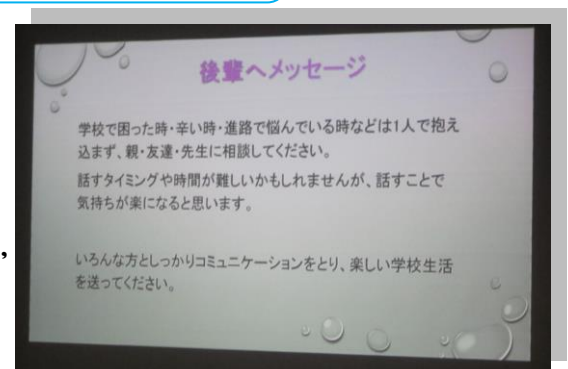 後輩へメッセージ
学校で困った時・辛い時・進路で悩んでいる時などは1人で抱え
込まず、親・友達・先生に相談してください。
話すタイミングや時間が難しいかもしれませんが、話すことで
気持ちが楽になると思います。
いろんな方としっかりコミュニケーションをとり、楽しい学校生活
を送ってください。